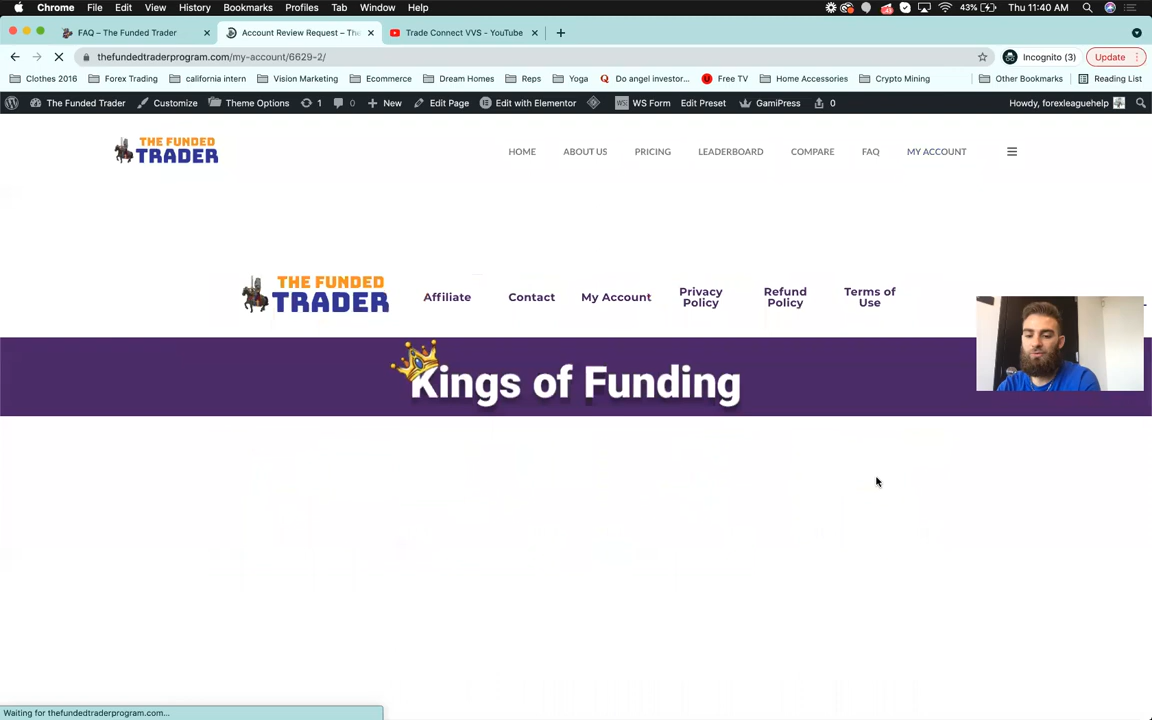 Chrome File Edit View History Bookmarks Profiles Tab Window Help 43% Thu 11:40 AM
FAQ – The Funded Trader Account Review Request – The Trade Connect VVS - YouTube
thefundedtraderprogram.com/my-account/6629-2/ Incognito (3) Update
Clothes 2016 Forex Trading california intern Vision Marketing Ecommerce Dream Homes Reps Yoga Do angel investor... Free TV Home Accessories Crypto Mining Other Bookmarks Reading List
The Funded Trader Customize Theme Options 1 0 New Edit Page Edit with Elementor WS Form Edit Preset GamiPress 0 Howdy, forexleaguehelp
THE FUNDED
TRADER
HOME ABOUT US PRICING LEADERBOARD COMPARE FAQ MY ACCOUNT
THE FUNDED
TRADER
Affiliate Contact My Account Privacy Policy Refund Policy Terms of Use
Kings of Funding
Waiting for thefundedtraderprogram.com...